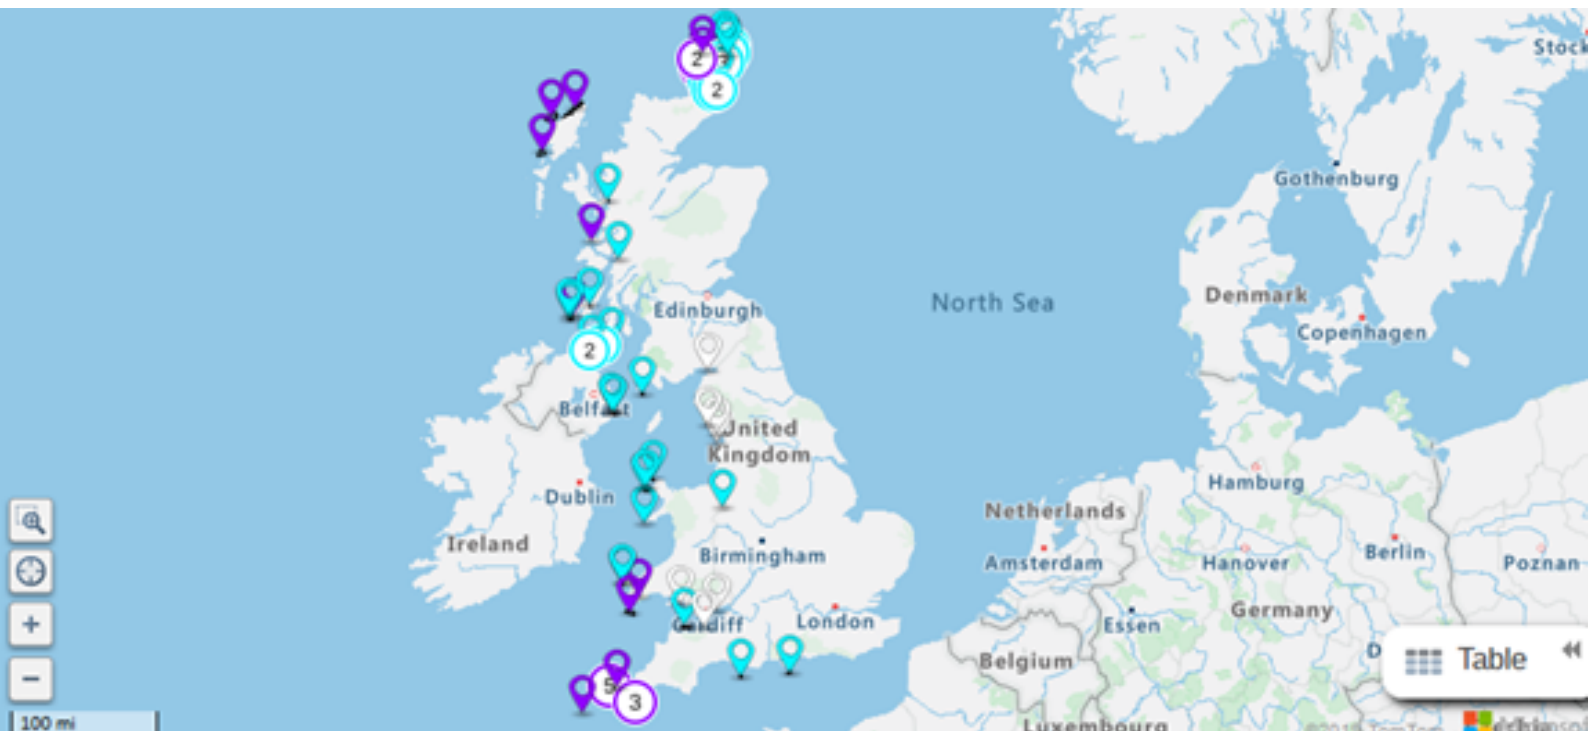 Stock
2
2
Gothenburg
Denmark
North Sea
Edinburgh
Copenhagen
2
Belfast
United
Kingdom
Hamburg
Dublin
Netherlands
Ireland
Birmingham
Amsterdam
Hanover
Berlin
Poznan
Germany
Cardiff
London
Essen
Belgium
D
Table
5
3
100 mi
Luxembourg